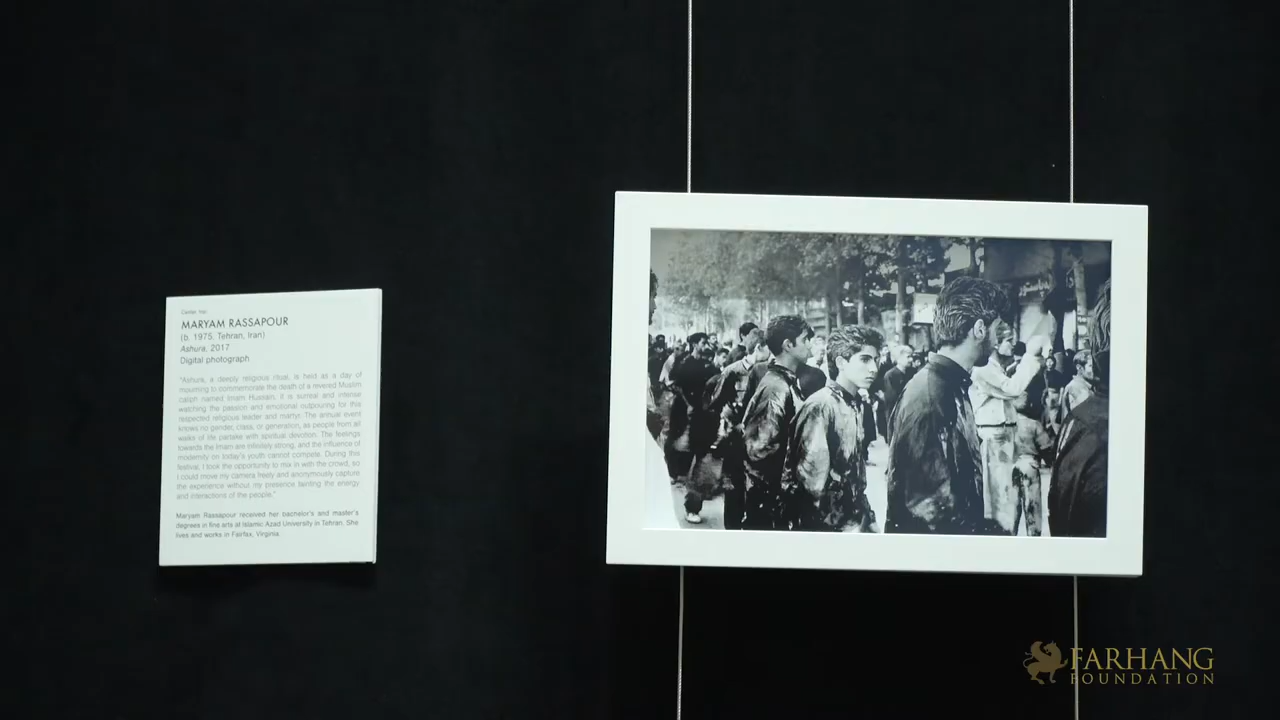 Center Top:
MARYAM RASSAPOUR
(b. 1975, Tehran, Iran)
Ashura, 2017
Digital photograph
"Ashura, a deeply religious ritual, is held as a day of
mourning to commemorate the death of a revered Muslim
caliph named Imam Hussain. It is surreal and intense
watching the passion and emotional outpouring for this
respected religious leader and martyr. The annual event
knows no gender, class, or generation, as people from all
walks of life partake with spiritual devotion. The feelings
towards the Imam are infinitely strong, and the influence of
modernity on today's youth cannot compete. During this
festival, I took the opportunity to mix in with the crowd, so
I could move my camera freely and anonymously capture
the experience without my presence tainting the energy
and interactions of the people."
Maryam Rassapour received her bachelor's and master's
degrees in fine arts at Islamic Azad University in Tehran. She
lives and works in Fairfax, Virginia.
FARHANG
FOUNDATION